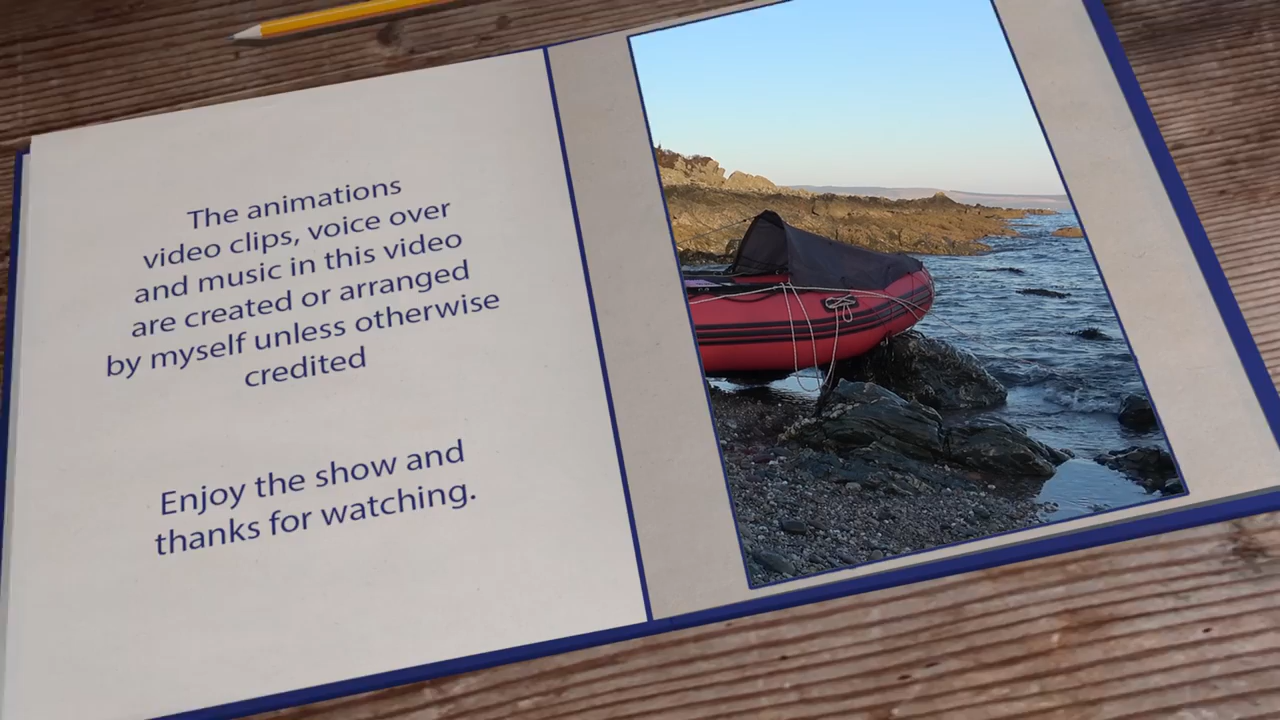 The animations
video clips, voice over
and music in this video
are created or arranged
by myself unless otherwise
credited
Enjoy the show and
thanks for watching.